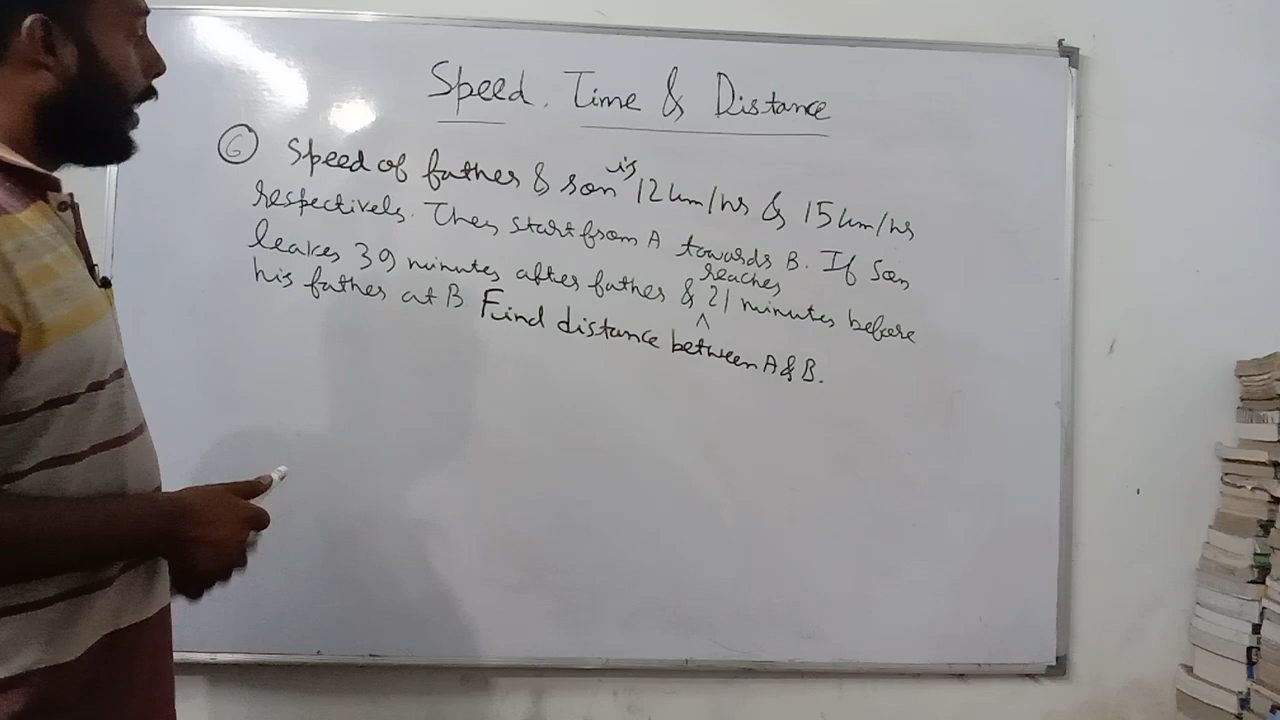 Speed, Time & Distance
6 Speed of father & son is 12 km/hr & 15 km/hr
respectively. They start from A towards B. If Son
leaves 39 minutes after father & reaches 21 minutes before
his father at B Find distance between A & B.